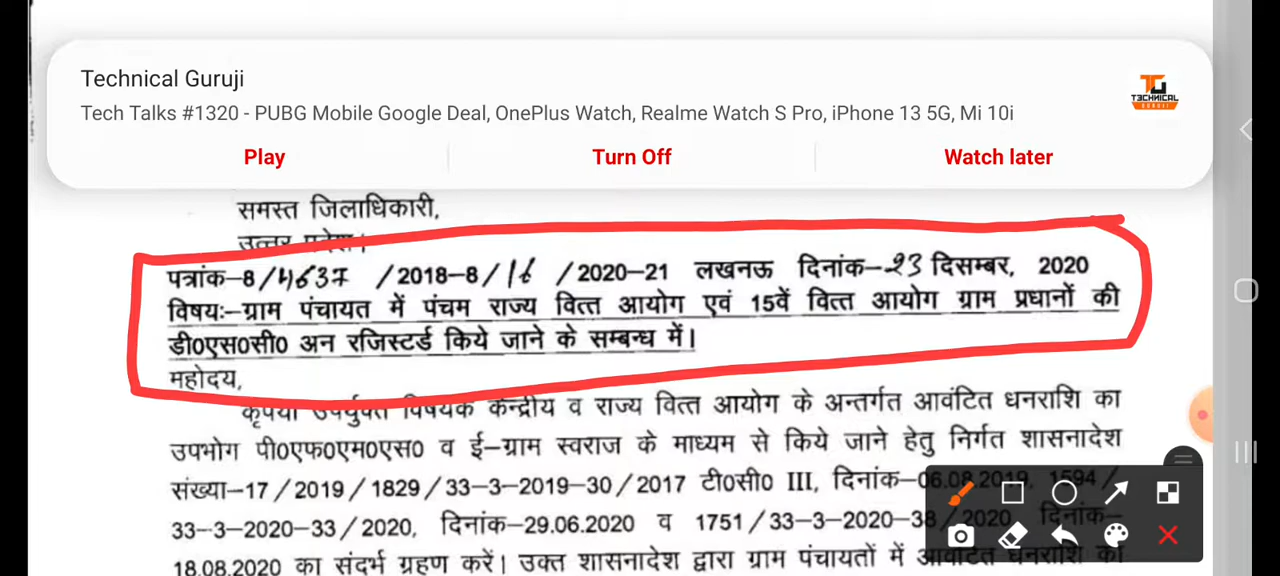 Technical Guruji
Tech Talks #1320 - PUBG Mobile Google Deal, OnePlus Watch, Realme Watch S Pro, iPhone 13 5G, Mi 10i
TECHNICAL
GURUJI
Play Turn Off Watch later
समस्त जिलाधिकारी,
उत्तर प्रदेश।
पत्रांक-8/4637 /2018-8/16 /2020-21 लखनऊ दिनांक-23 दिसम्बर, 2020
विषयः-ग्राम पंचायत में पंचम राज्य वित्त आयोग एवं 15वें वित्त आयोग ग्राम प्रधानों की
डी0एस0सी0 अन रजिस्टर्ड किये जाने के सम्बन्ध में।
महोदय,
कृपया उपर्युक्त विषयक केन्द्रीय व राज्य वित्त आयोग के अन्तर्गत आवंटित धनराशि का
उपभोग पी0एफ0एम0एस0 व ई-ग्राम स्वराज के माध्यम से किये जाने हेतु निर्गत शासनादेश
संख्या-17/2019/1829/33-3-2019-30/2017 टी0सी0 III, दिनांक-06.08.2019, 1594/
33-3-2020-33/2020, दिनांक-29.06.2020 व 1751/33-3-2020-38/2020 दिनांक-
18.08.2020 का संदर्भ ग्रहण करें। उक्त शासनादेश द्वारा ग्राम पंचायतों में आवंटित धनराशि का